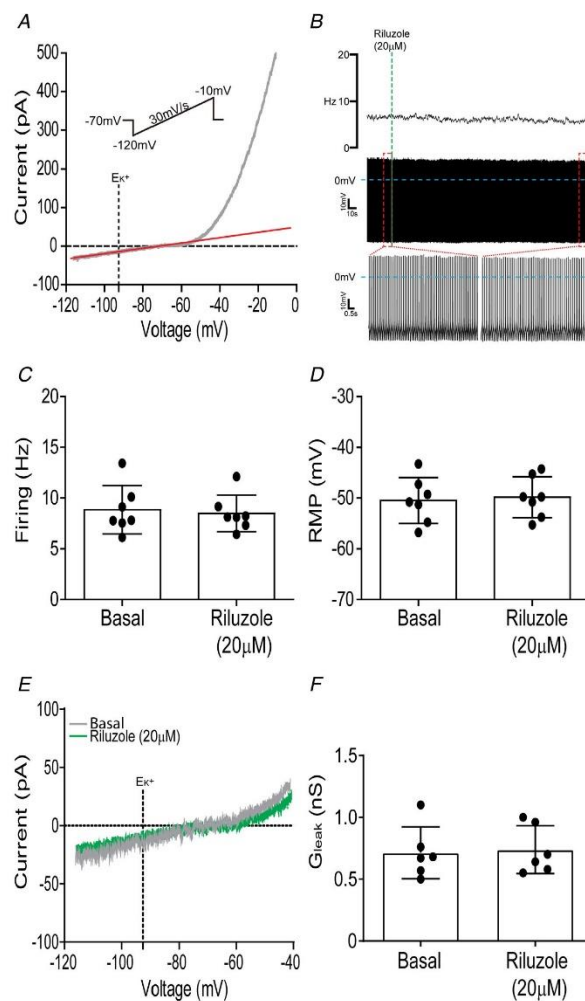 A
500
400
300
200
100
0
-100
Current (pA)
-70mV
30mV/s
-10mV
-120mV
EK+
-120 -100 -80 -60 -40 -20 0
Voltage (mV)
B
Riluzole
(20µM)
20
Hz 10
0
0mV
10mV
10s
0mV
10mV
0.5s
C
20
15
10
5
0
Firing (Hz)
Basal
Riluzole
(20µM)
D
-30
-40
-50
-60
-70
RMP (mV)
Basal
Riluzole
(20µM)
E
100
50
0
-50
-100
Current (pA)
Basal
Riluzole (20µM)
EK+
-120 -100 -80 -60 -40
Voltage (mV)
F
1.5
1.0
0.5
0
Gleak (nS)
Basal
Riluzole
(20µM)